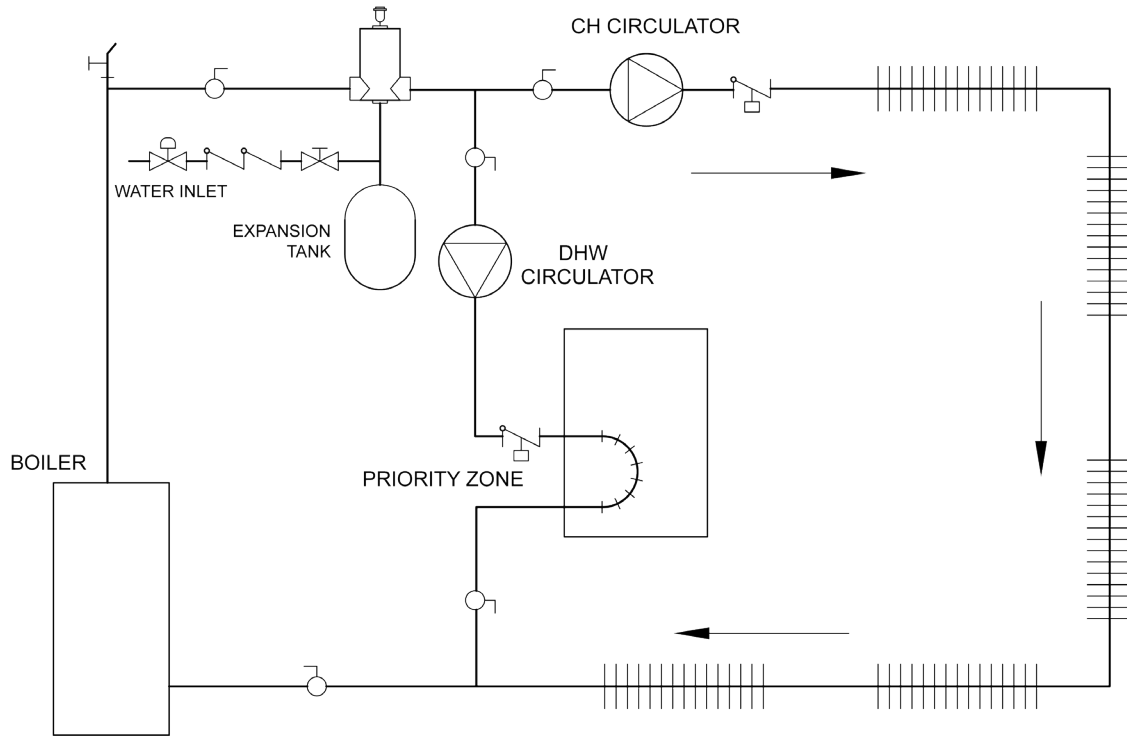 CH CIRCULATOR
WATER INLET
EXPANSION
TANK
DHW
CIRCULATOR
BOILER
PRIORITY ZONE